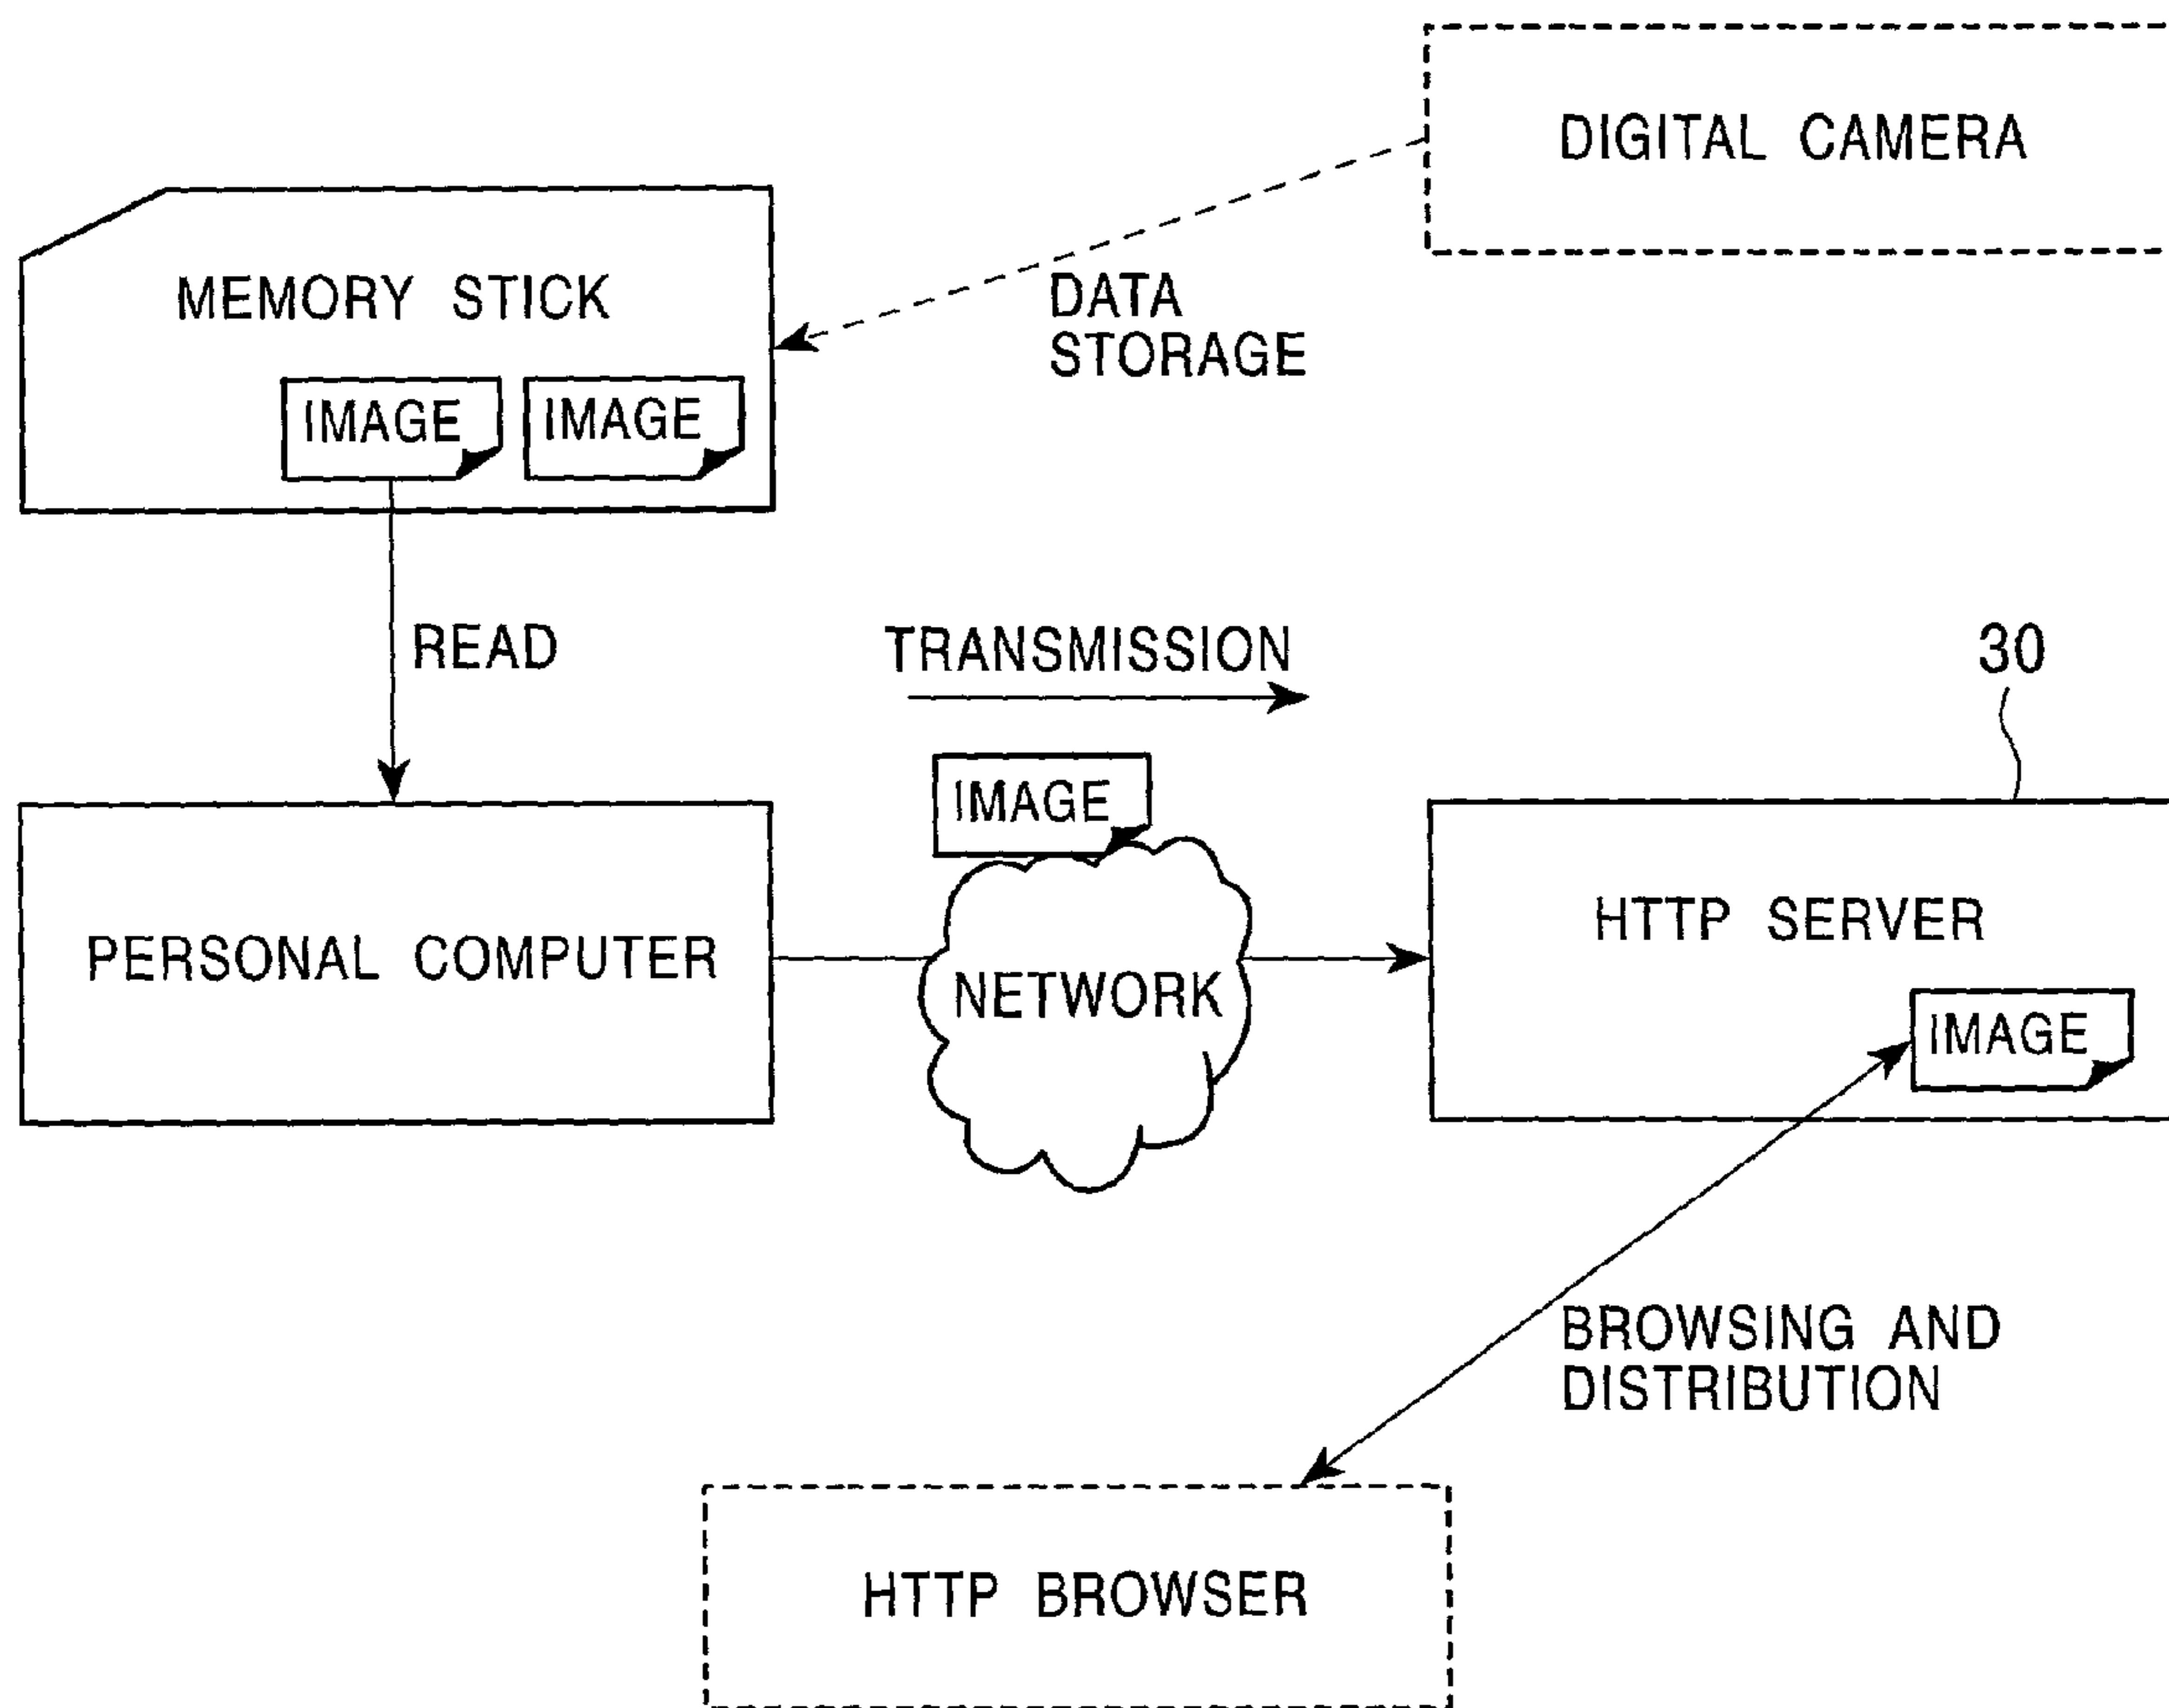 DIGITAL CAMERA
MEMORY STICK
DATA
STORAGE
IMAGE
IMAGE
READ
TRANSMISSION
30
IMAGE
HTTP SERVER
PERSONAL COMPUTER
NETWORK
IMAGE
BROWSING AND
DISTRIBUTION
HTTP BROWSER